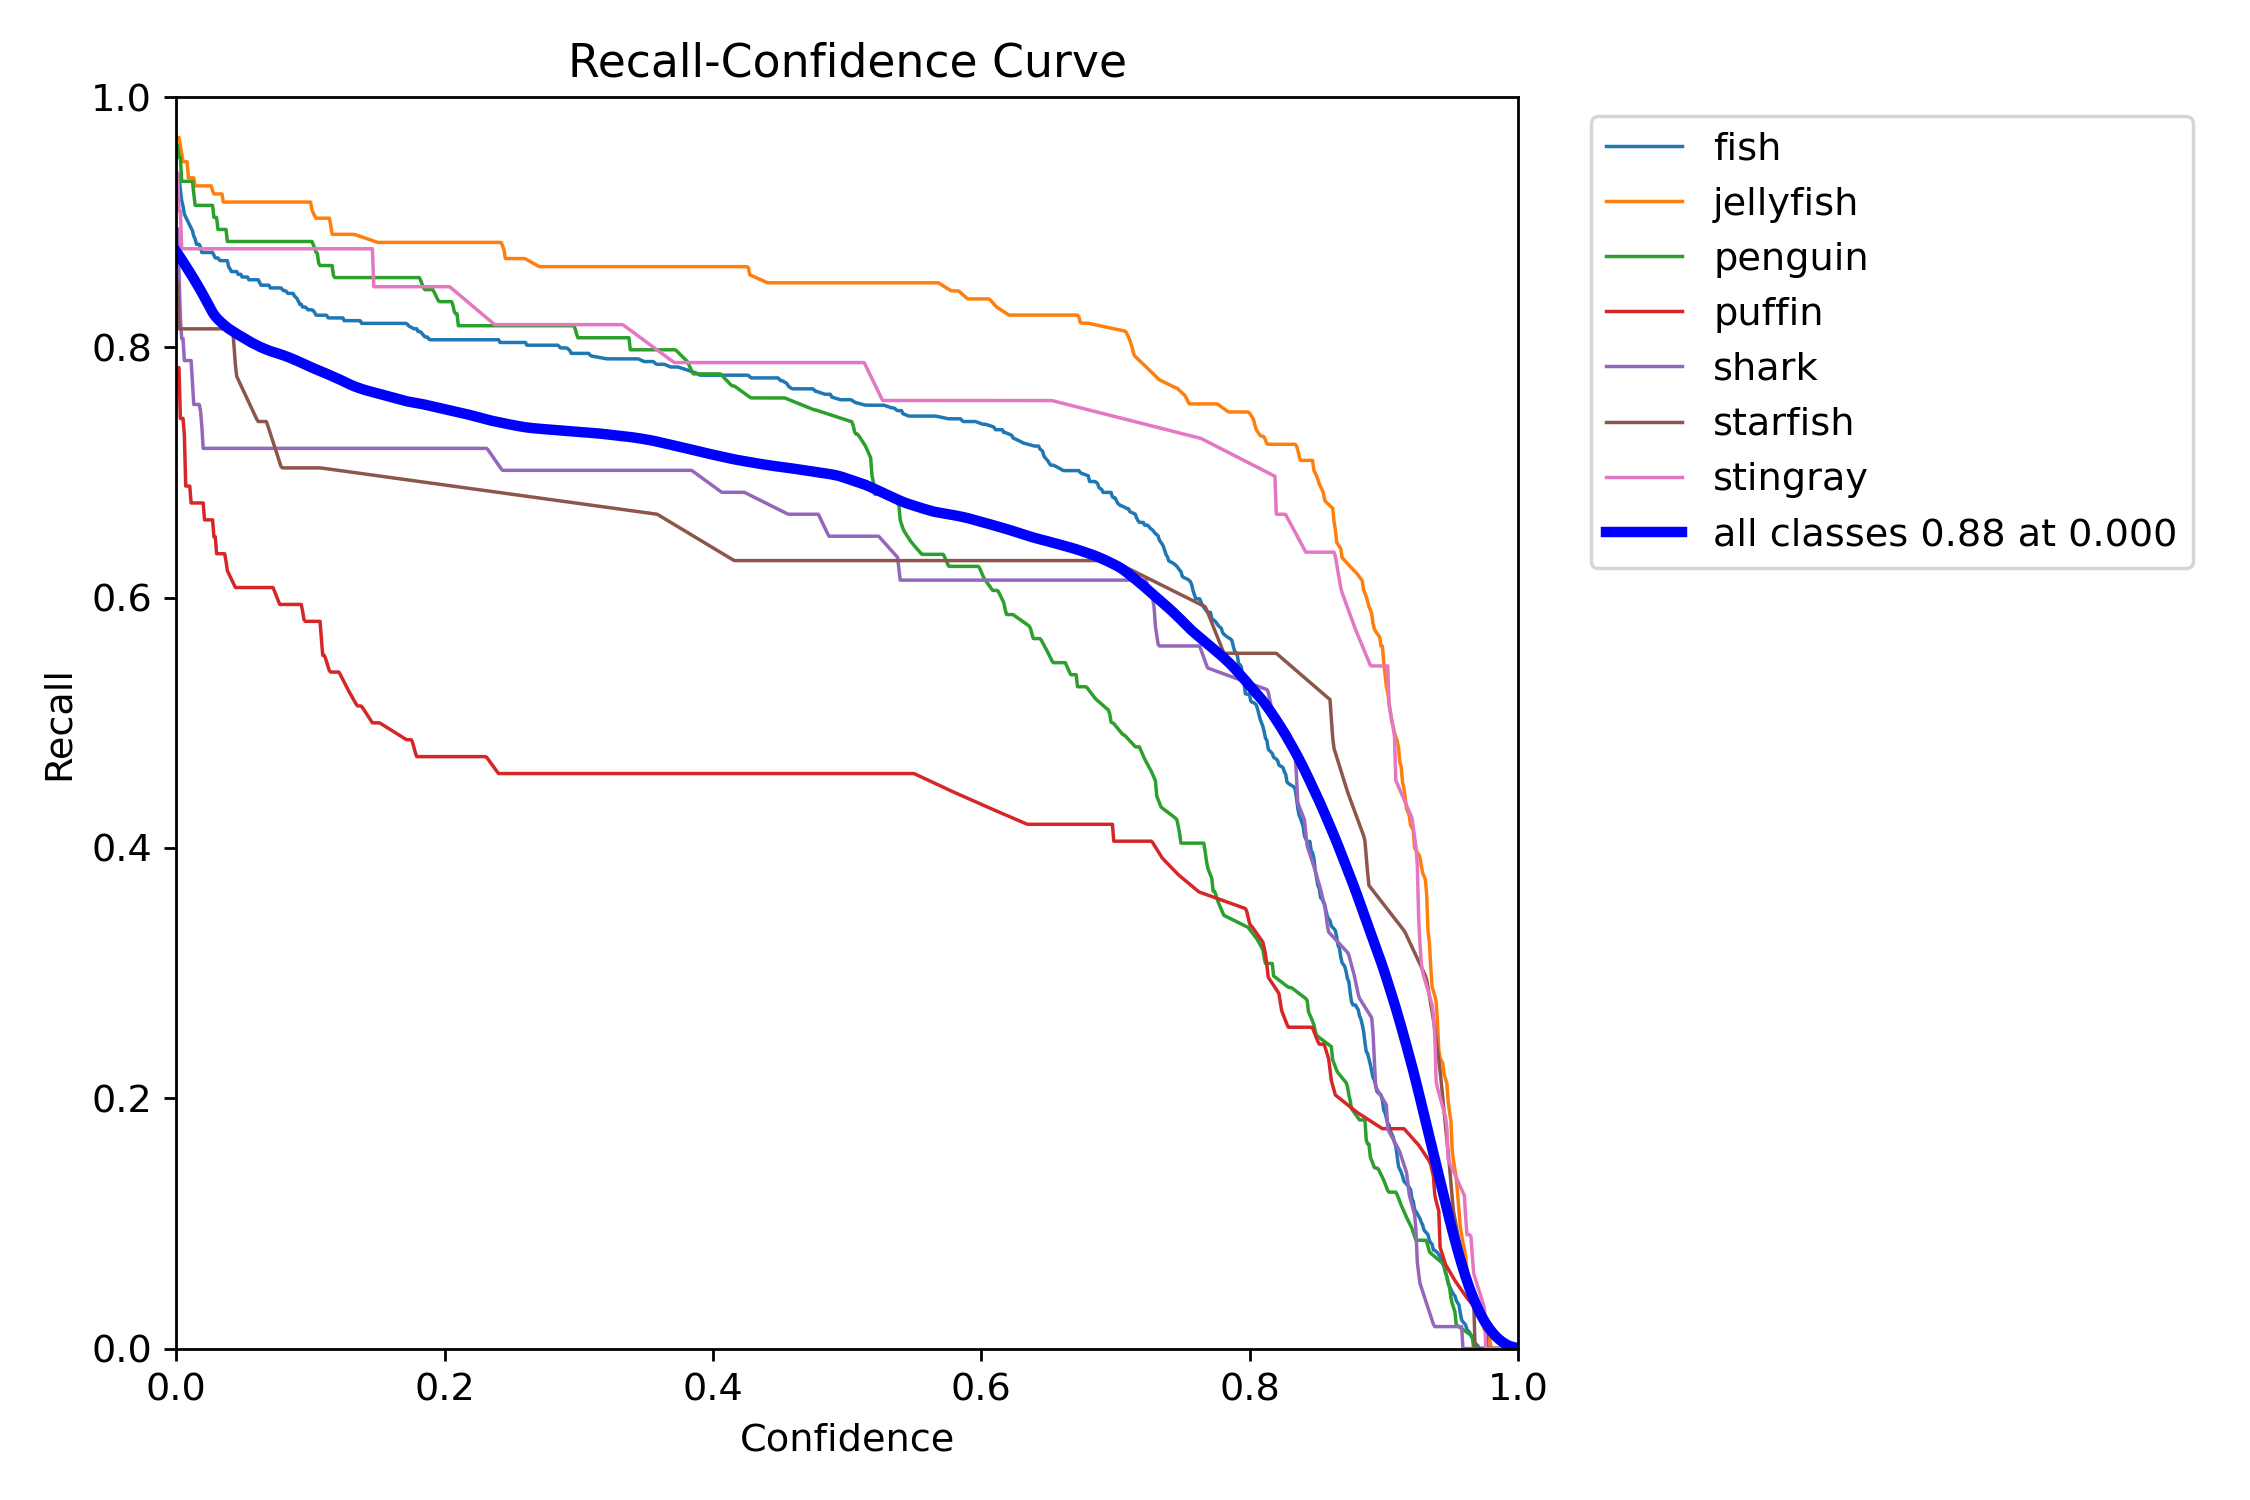 Recall-Confidence Curve
1.0
0.8
0.6
0.4
0.2
0.0
Recall
0.0 0.2 0.4 0.6 0.8 1.0
Confidence
fish
jellyfish
penguin
puffin
shark
starfish
stingray
all classes 0.88 at 0.000